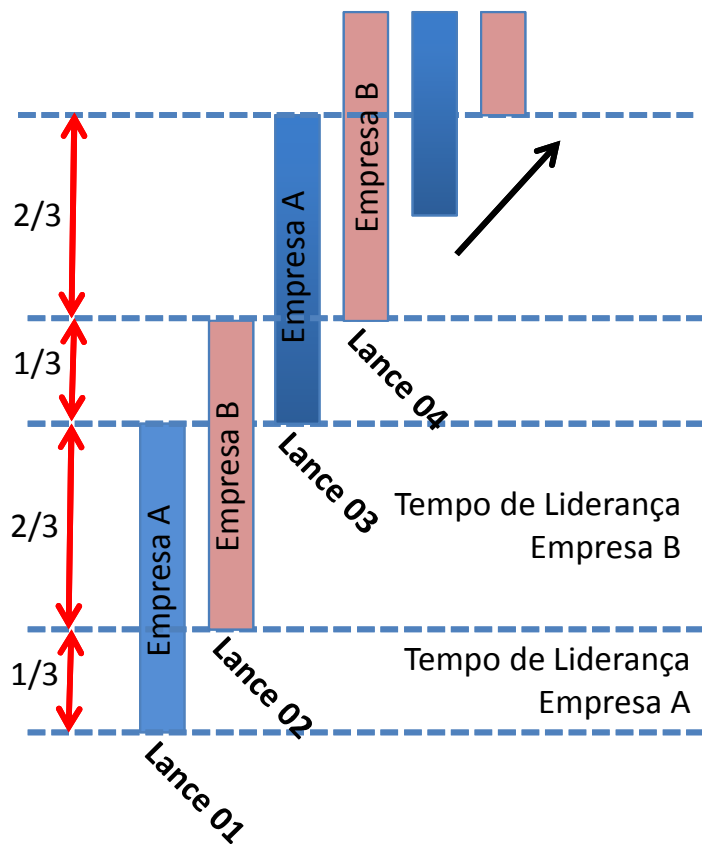 2/3
Empresa B
Empresa A
1/3
Lance 04
Lance 03
2/3
Empresa A
Empresa B
Tempo de Liderança
Empresa B
1/3
Lance 02
Tempo de Liderança
Empresa A
Lance 01